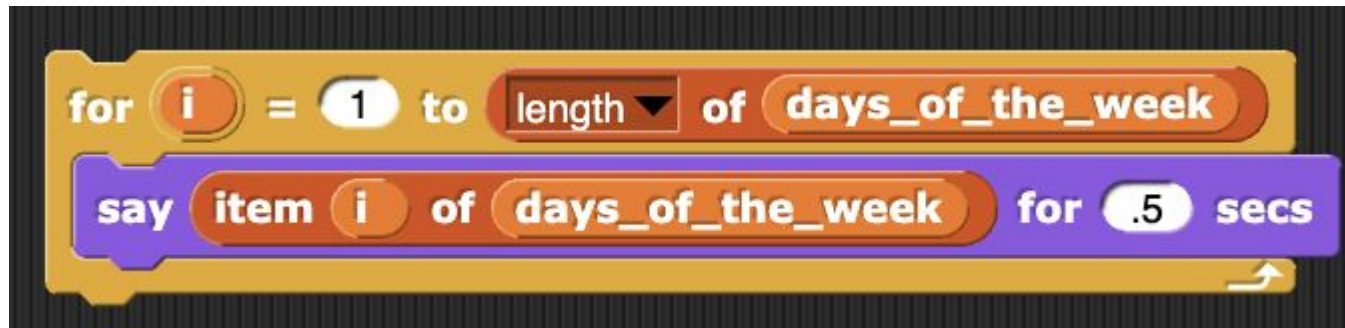 for i = 1 to length of days_of_the_week
say item i of days_of_the_week for .5 secs